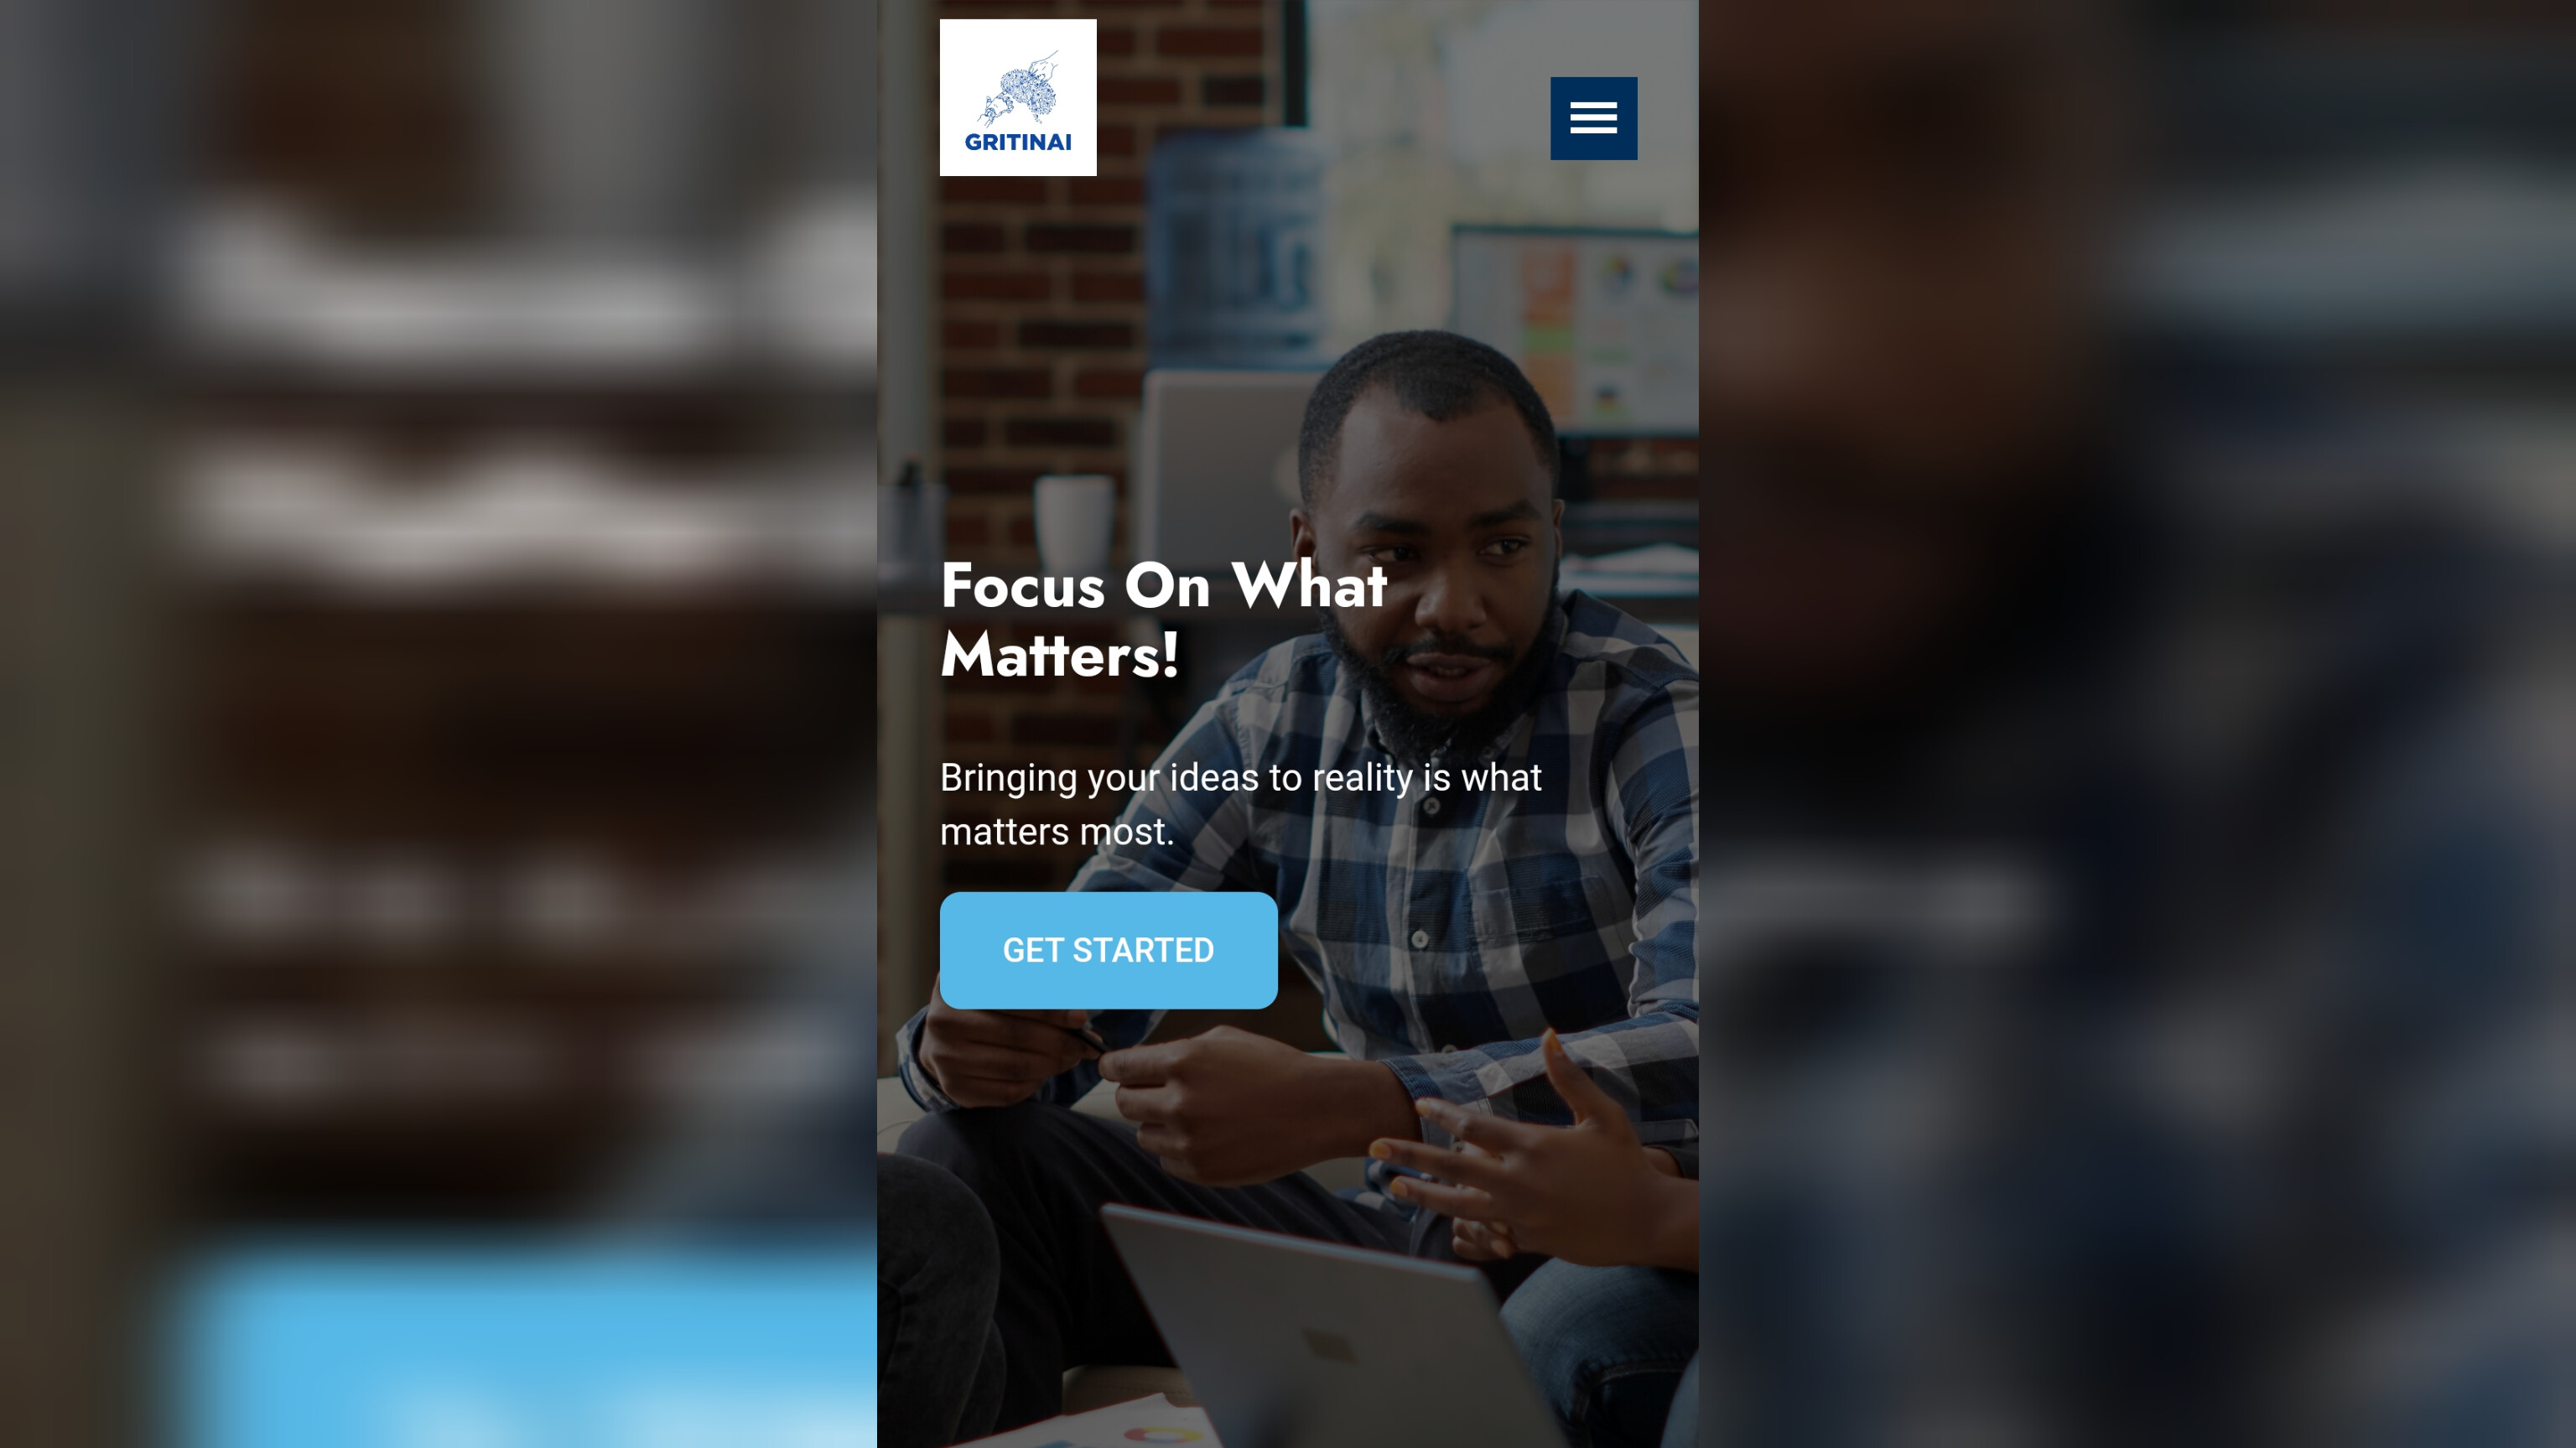 GRITINAI
Focus On What
Matters!
Bringing your ideas to reality is what
matters most.
GET STARTED